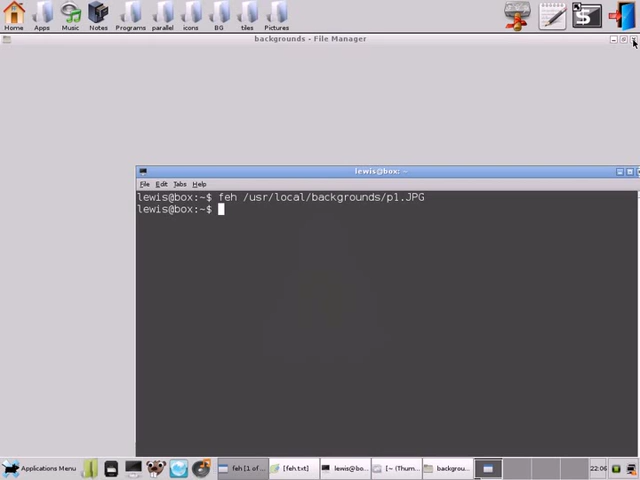 Home Apps Music Notes Programs parallel icons BG tiles Pictures
backgrounds - File Manager
lewis@box: ~
File Edit Tabs Help
lewis@box:~$ feh /usr/local/backgrounds/p1.JPG
lewis@box:~$
Applications Menu feh [1 of ... [feh.txt] lewis@bo... [~ (Thun... backgrou... 22:06